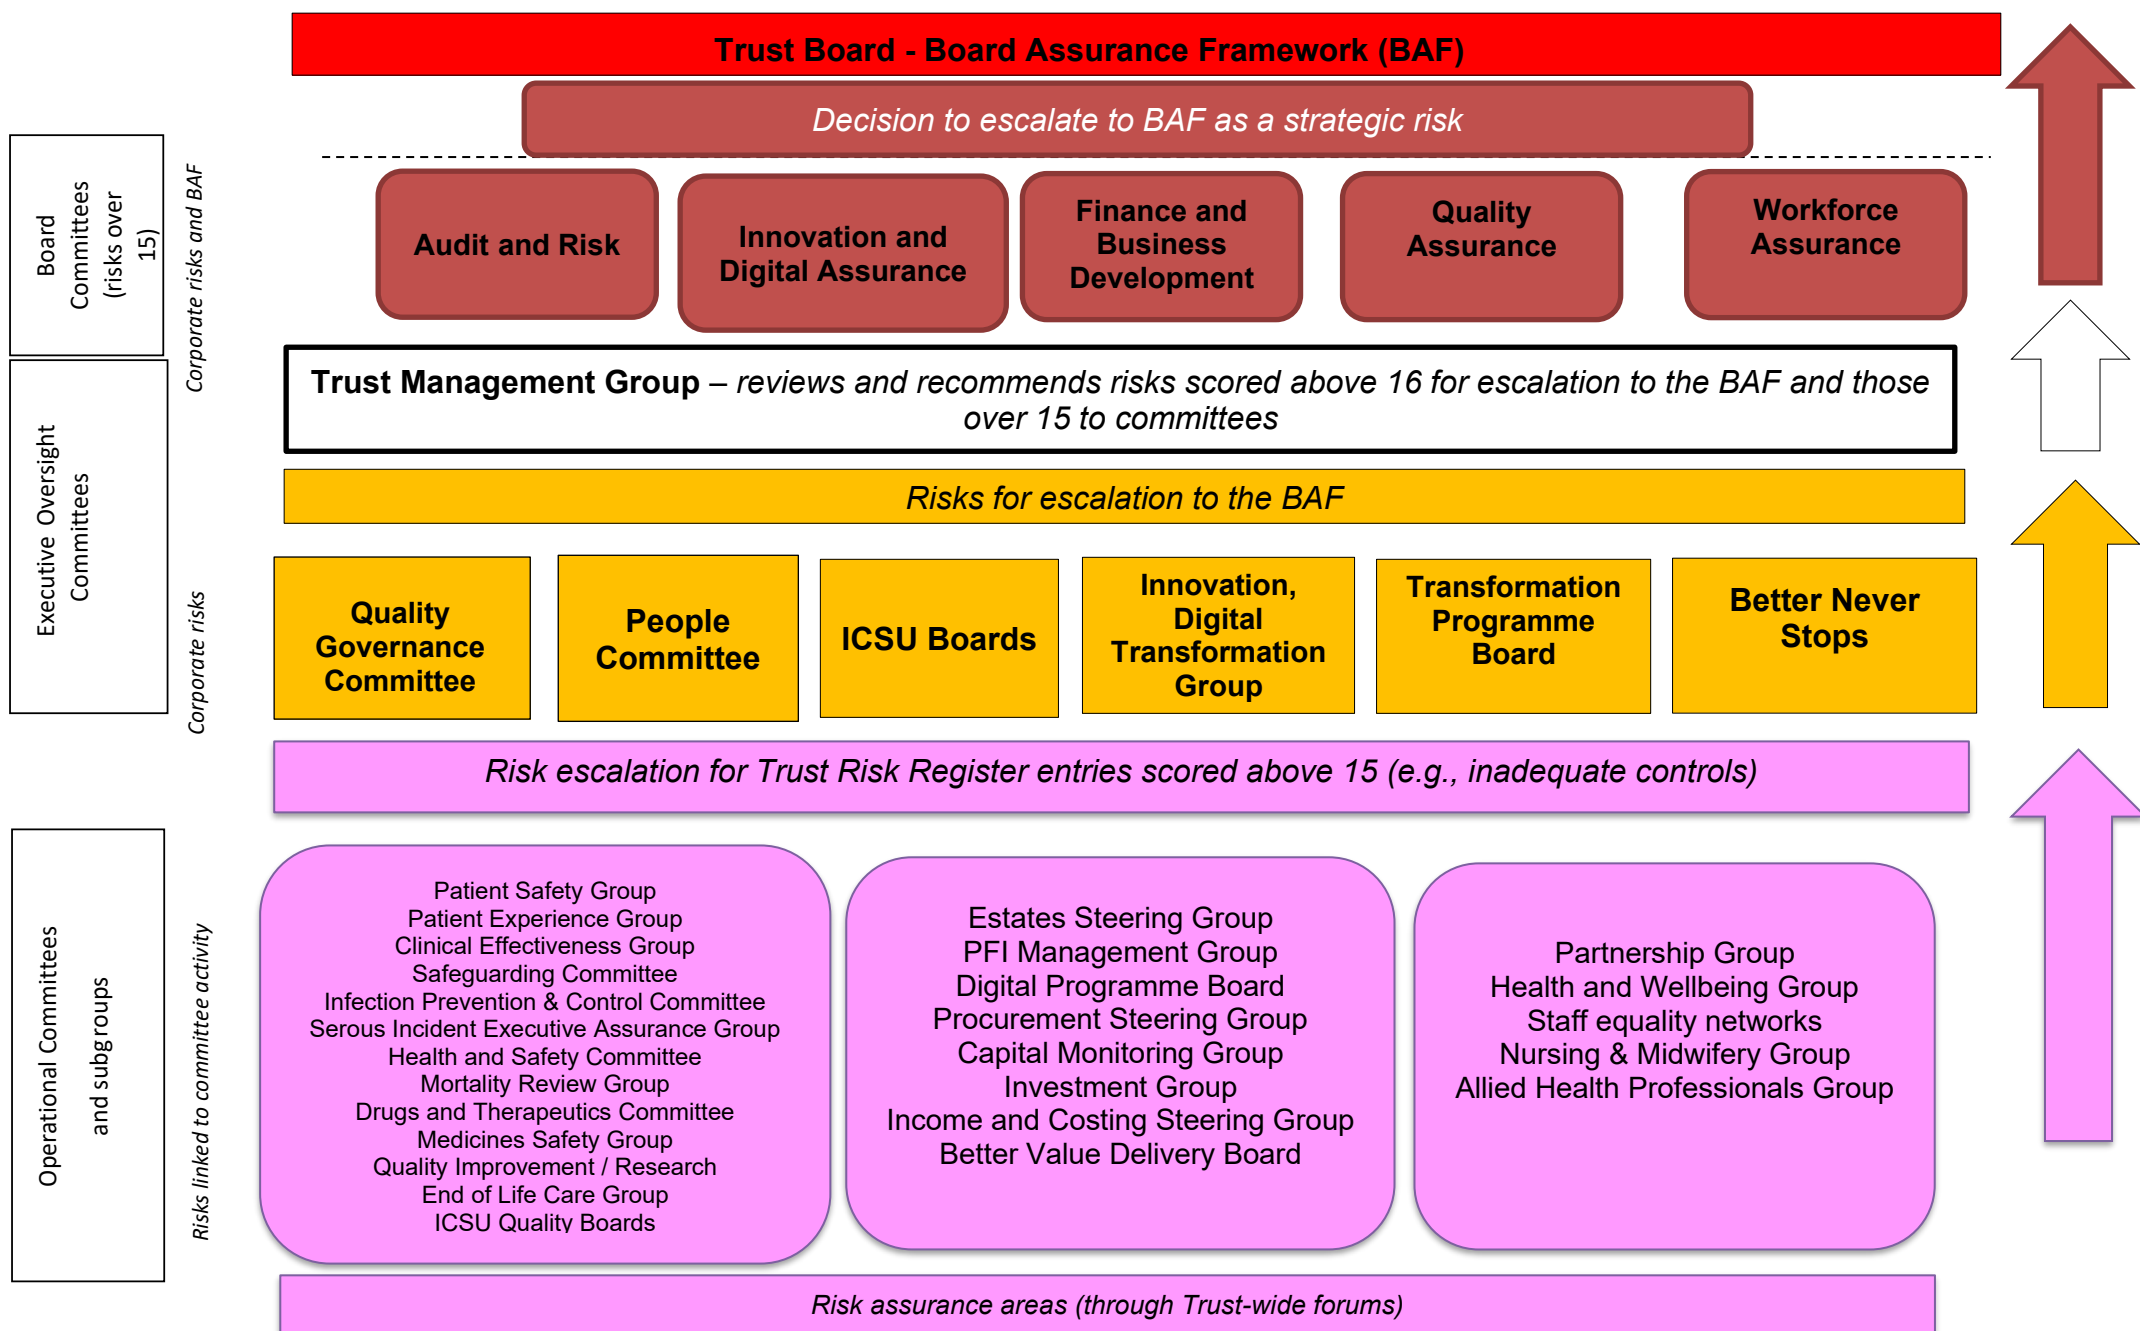 Trust Board - Board Assurance Framework (BAF)
Decision to escalate to BAF as a strategic risk
Board
Committees
(risks over
15)
Corporate risks and BAF
Audit and Risk
Innovation and
Digital Assurance
Finance and
Business
Development
Quality
Assurance
Workforce
Assurance
Trust Management Group – reviews and recommends risks scored above 16 for escalation to the BAF and those
over 15 to committees
Executive Oversight
Committees
Corporate risks
Risks for escalation to the BAF
Quality
Governance
Committee
People
Committee
ICSU Boards
Innovation,
Digital
Transformation
Group
Transformation
Programme
Board
Better Never
Stops
Risk escalation for Trust Risk Register entries scored above 15 (e.g., inadequate controls)
Operational Committees
and subgroups
Risks linked to committee activity
Patient Safety Group
Patient Experience Group
Clinical Effectiveness Group
Safeguarding Committee
Infection Prevention & Control Committee
Serous Incident Executive Assurance Group
Health and Safety Committee
Mortality Review Group
Drugs and Therapeutics Committee
Medicines Safety Group
Quality Improvement / Research
End of Life Care Group
ICSU Quality Boards
Estates Steering Group
PFI Management Group
Digital Programme Board
Procurement Steering Group
Capital Monitoring Group
Investment Group
Income and Costing Steering Group
Better Value Delivery Board
Partnership Group
Health and Wellbeing Group
Staff equality networks
Nursing & Midwifery Group
Allied Health Professionals Group
Risk assurance areas (through Trust-wide forums)